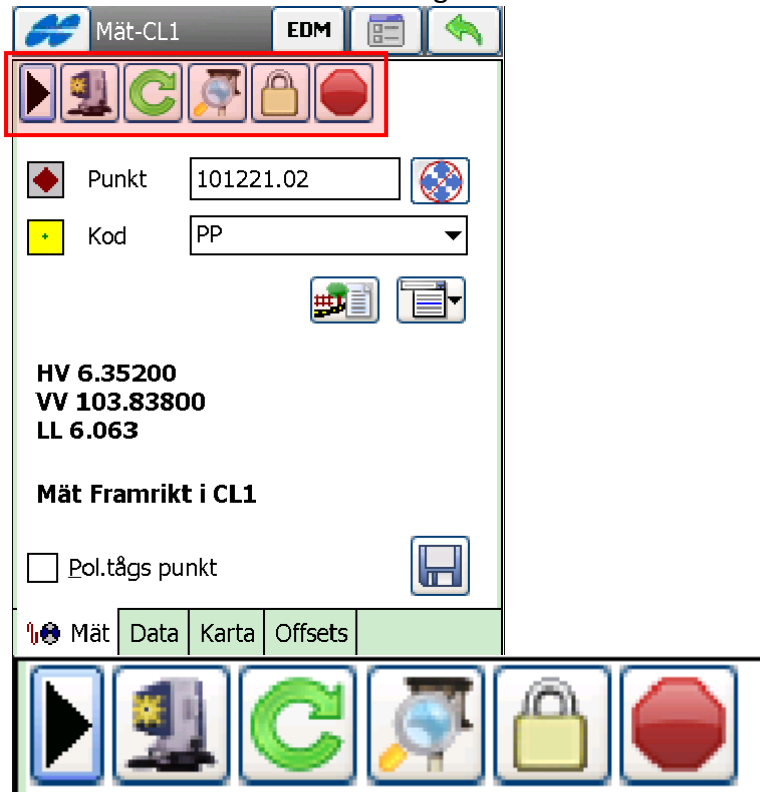 Mät-CL1 EDM
Punkt 101221.02
Kod PP
HV 6.35200
VV 103.83800
LL 6.063
Mät Framrikt i CL1
Pol.tågs punkt
Mät Data Karta Offsets